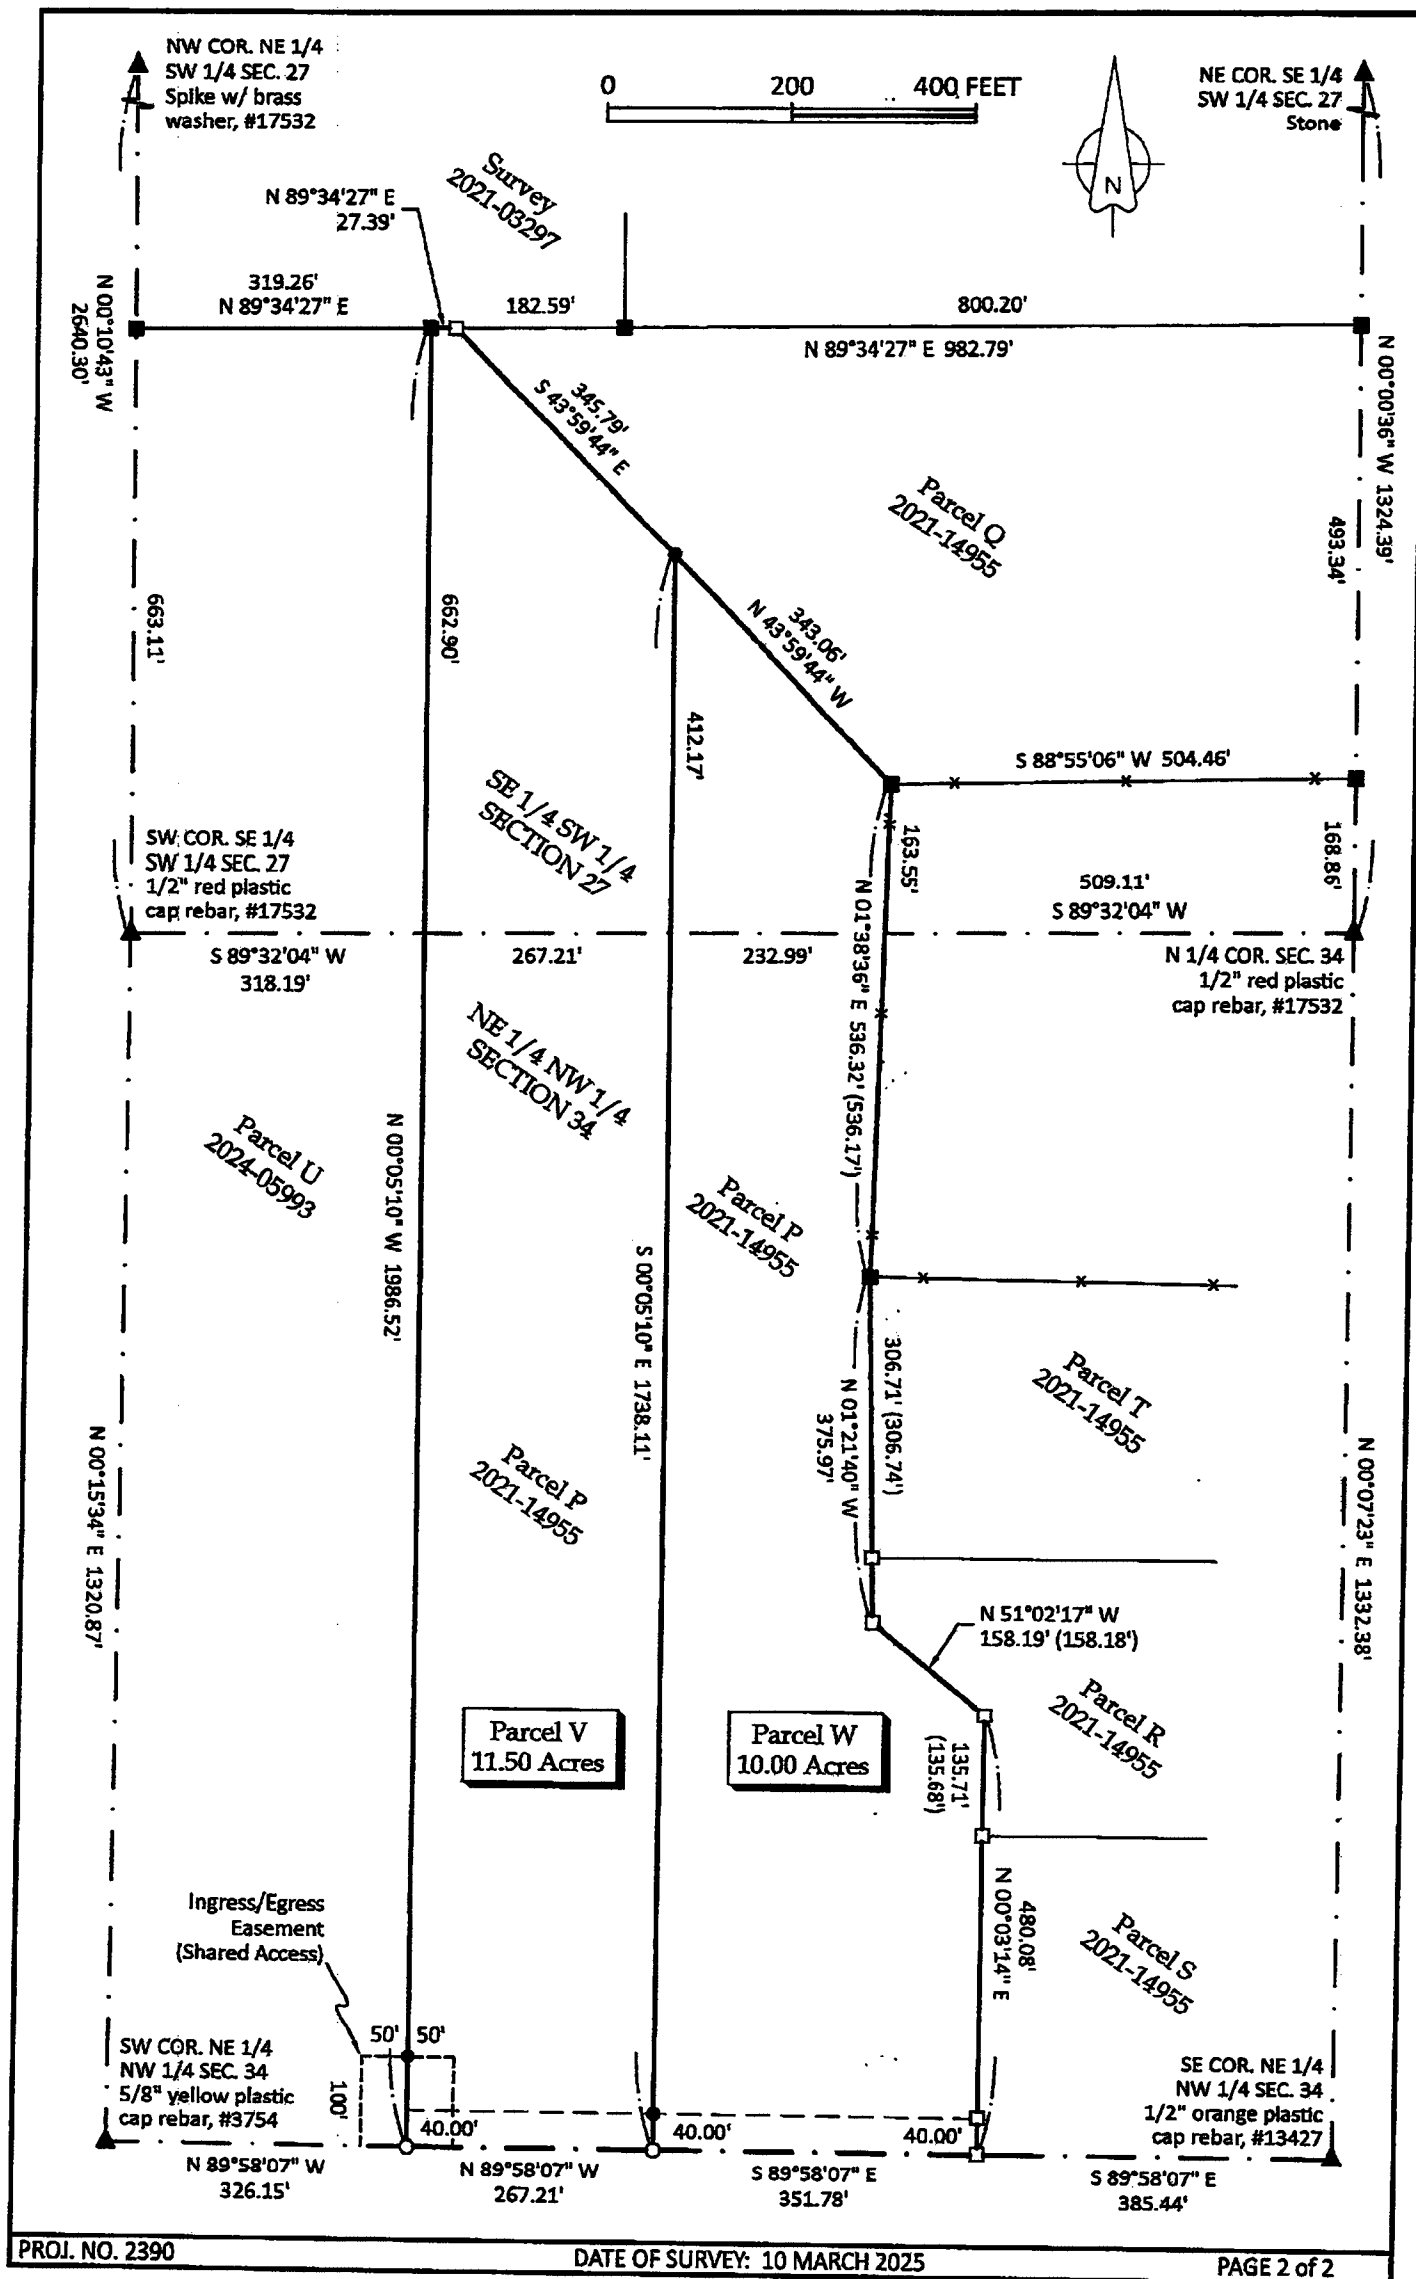 NW COR. NE 1/4
SW 1/4 SEC. 27
Spike w/ brass
washer, #17532
0 200 400 FEET
NE COR. SE 1/4
SW 1/4 SEC. 27
Stone
N
Survey
2021-03297
N 89°34'27" E
27.39'
319.26'
N 89°34'27" E
182.59'
800.20'
N 89°34'27" E 982.79'
N 00°10'43" W
2640.30'
N 00°00'36" W 1324.39'
345.79'
S 43°59'44" E
Parcel Q
2021-14955
493.34'
663.11'
662.90'
343.06'
N 43°59'44" W
412.17'
S 88°55'06" W 504.46'
SE 1/4 SW 1/4
SECTION 27
SW COR. SE 1/4
SW 1/4 SEC. 27
1/2" red plastic
cap rebar, #17532
163.55'
168.86'
509.11'
S 89°32'04" W
S 89°32'04" W
318.19'
267.21'
232.99'
N 1/4 COR. SEC. 34
1/2" red plastic
cap rebar, #17532
N 01°38'36" E 536.32' (536.17')
NE 1/4 NW 1/4
SECTION 34
Parcel U
2024-05993
N 00°05'10" W 1986.52'
Parcel P
2021-14955
S 00°05'10" E 1738.11'
306.71' (306.74')
N 01°21'40" W
375.97'
Parcel T
2021-14955
N 00°15'34" E 1320.87'
Parcel P
2021-14955
N 00°07'23" E 1332.38'
N 51°02'17" W
158.19' (158.18')
Parcel R
2021-14955
Parcel V
11.50 Acres
Parcel W
10.00 Acres
135.71'
(135.68')
480.08'
N 00°03'14" E
Ingress/Egress
Easement
(Shared Access)
Parcel S
2021-14955
50' 50'
100'
SW COR. NE 1/4
NW 1/4 SEC. 34
5/8" yellow plastic
cap rebar, #3754
SE COR. NE 1/4
NW 1/4 SEC. 34
1/2" orange plastic
cap rebar, #13427
40.00' 40.00' 40.00'
N 89°58'07" W
326.15'
N 89°58'07" W
267.21'
S 89°58'07" E
351.78'
S 89°58'07" E
385.44'
PROJ. NO. 2390
DATE OF SURVEY: 10 MARCH 2025
PAGE 2 of 2